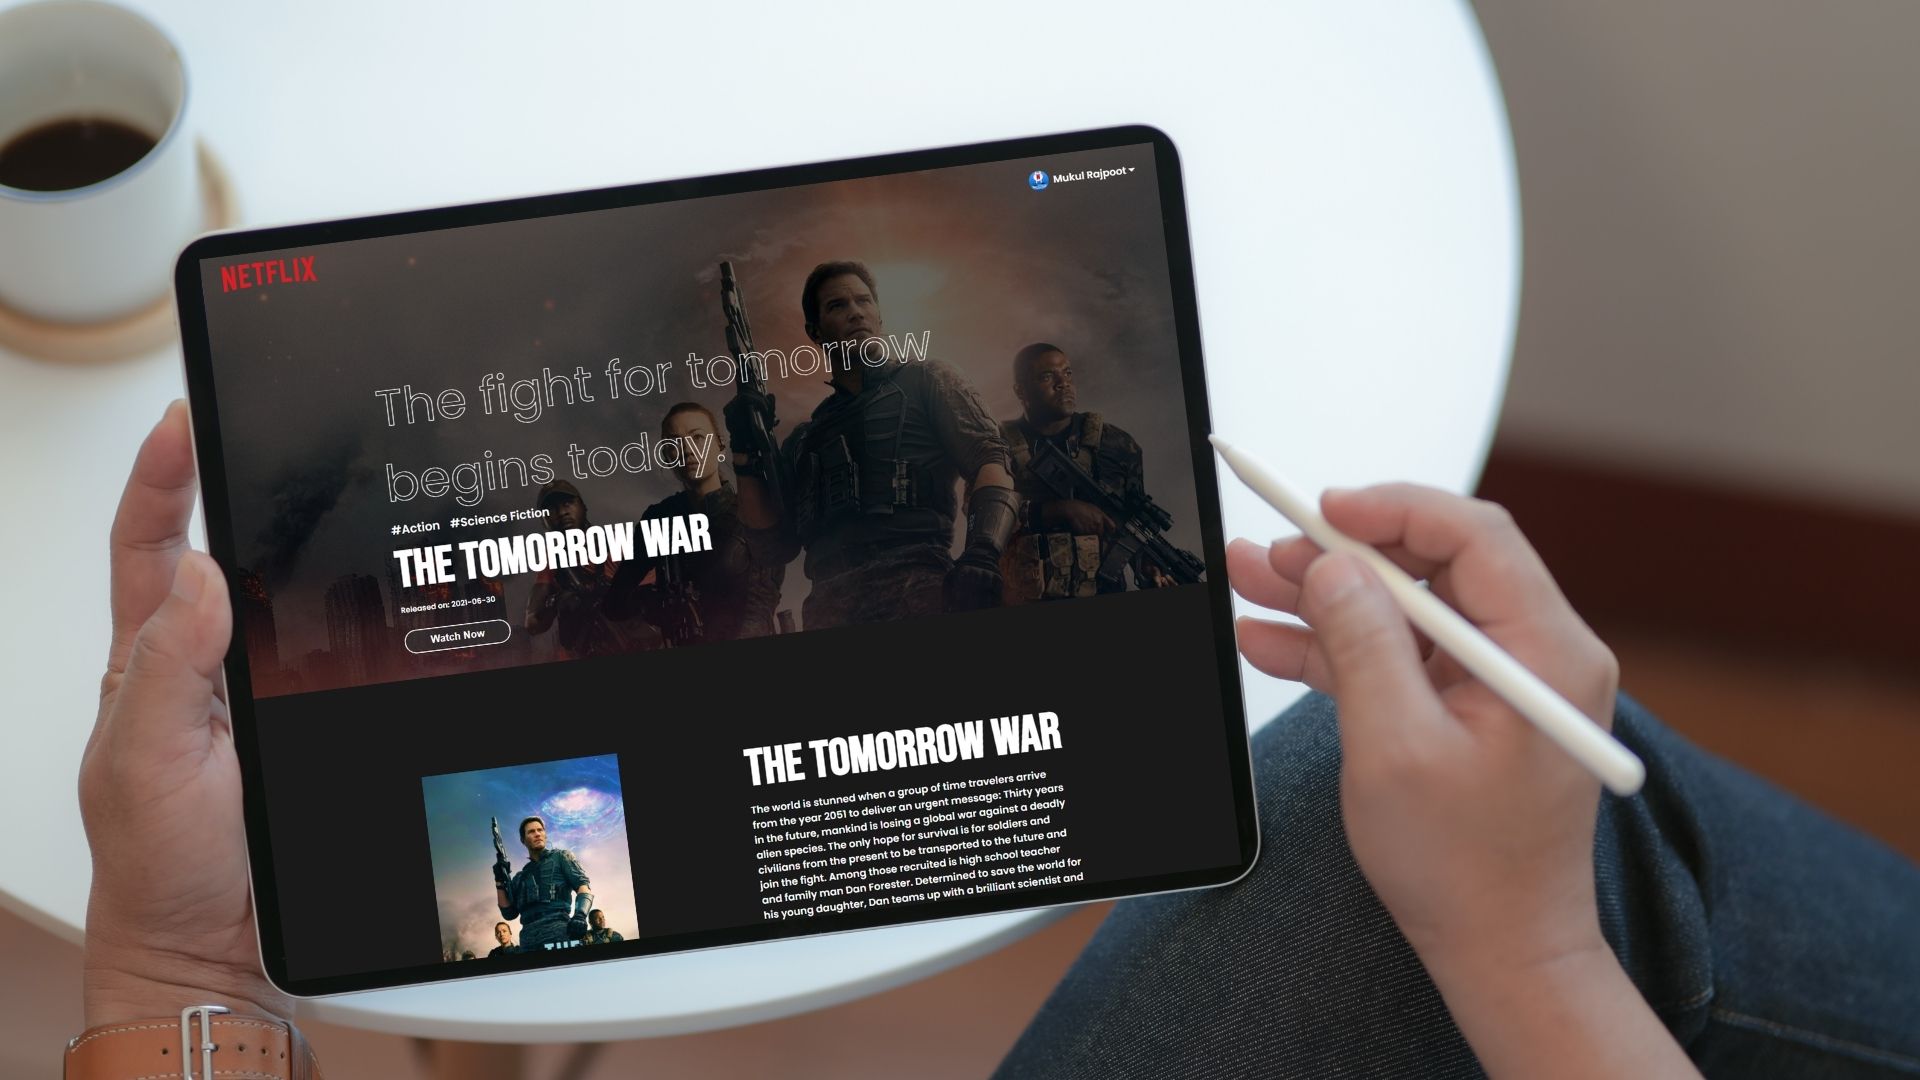 Mukul Rajpoot
NETFLIX
The fight for tomorrow
begins today.
#Action #Science Fiction
THE TOMORROW WAR
Released on: 2021-06-30
Watch Now
THE TOMORROW WAR
The world is stunned when a group of time travelers arrive
from the year 2051 to deliver an urgent message: Thirty years
in the future, mankind is losing a global war against a deadly
alien species. The only hope for survival is for soldiers and
civilians from the present to be transported to the future and
join the fight. Among those recruited is high school teacher
and family man Dan Forester. Determined to save the world for
his young daughter, Dan teams up with a brilliant scientist and
THE